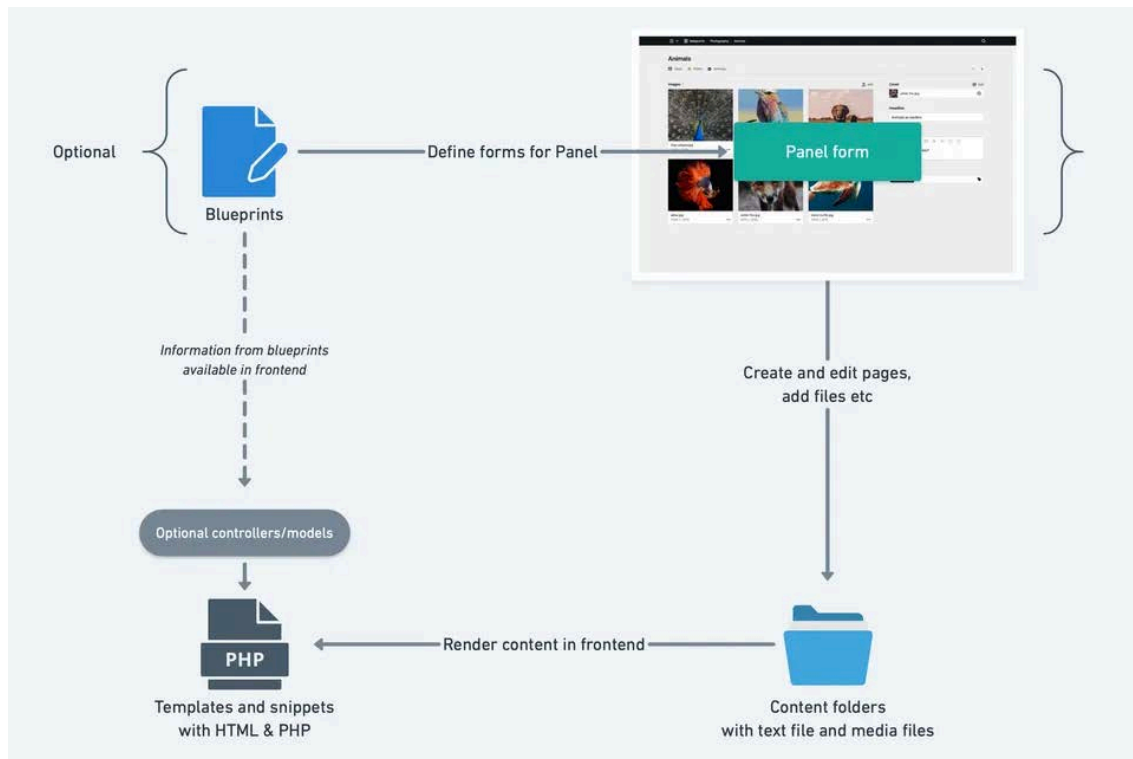 Animals
Optional
Define forms for Panel
Panel form
Blueprints
Information from blueprints
available in frontend
Create and edit pages,
add files etc
Optional controllers/models
PHP
Render content in frontend
Templates and snippets
with HTML & PHP
Content folders
with text file and media files